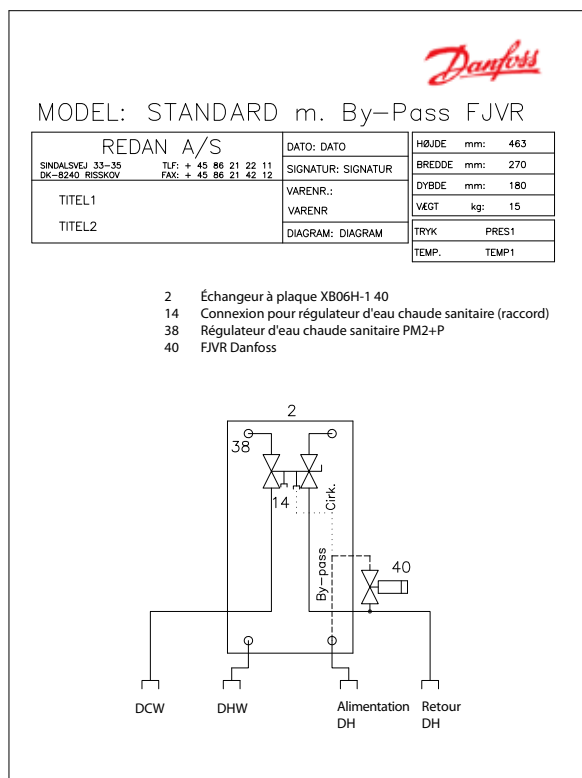 Danfoss
MODEL: STANDARD m. By-Pass FJVR
REDAN A/S
SINDALSVEJ 33-35 TLF: + 45 86 21 22 11
DK-8240 RISSKOV FAX: + 45 86 21 42 12
TITEL1
TITEL2
DATO: DATO
SIGNATUR: SIGNATUR
VARENR.:
VARENR
DIAGRAM: DIAGRAM
HØJDE mm: 463
BREDDE mm: 270
DYBDE mm: 180
VÆGT kg: 15
TRYK PRES1
TEMP. TEMP1
2 Échangeur à plaque XB06H-1 40
14 Connexion pour régulateur d'eau chaude sanitaire (raccord)
38 Régulateur d'eau chaude sanitaire PM2+P
40 FJVR Danfoss
2
38
14
Cirk.
By-pass
40
DCW
DHW
Alimentation
DH
Retour
DH